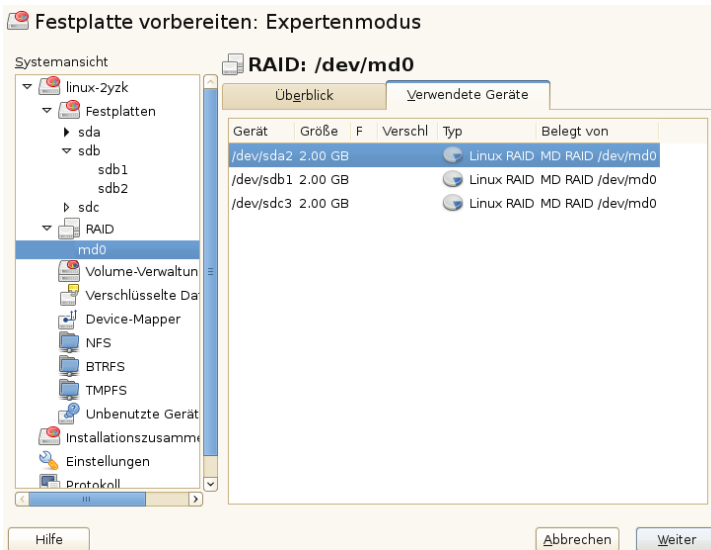 Festplatte vorbereiten: Expertenmodus
Systemansicht
linux-2yzk
Festplatten
sda
sdb
sdb1
sdb2
sdc
RAID
md0
Volume-Verwaltun
Verschlüsselte Da
Device-Mapper
NFS
BTRFS
TMPFS
Unbenutzte Gerät
Installationszusamme
Einstellungen
Protokoll
RAID: /dev/md0
Überblick
Verwendete Geräte
Gerät Größe F Verschl Typ Belegt von
/dev/sda2 2.00 GB Linux RAID MD RAID /dev/md0
/dev/sdb1 2.00 GB Linux RAID MD RAID /dev/md0
/dev/sdc3 2.00 GB Linux RAID MD RAID /dev/md0
Hilfe
Abbrechen
Weiter